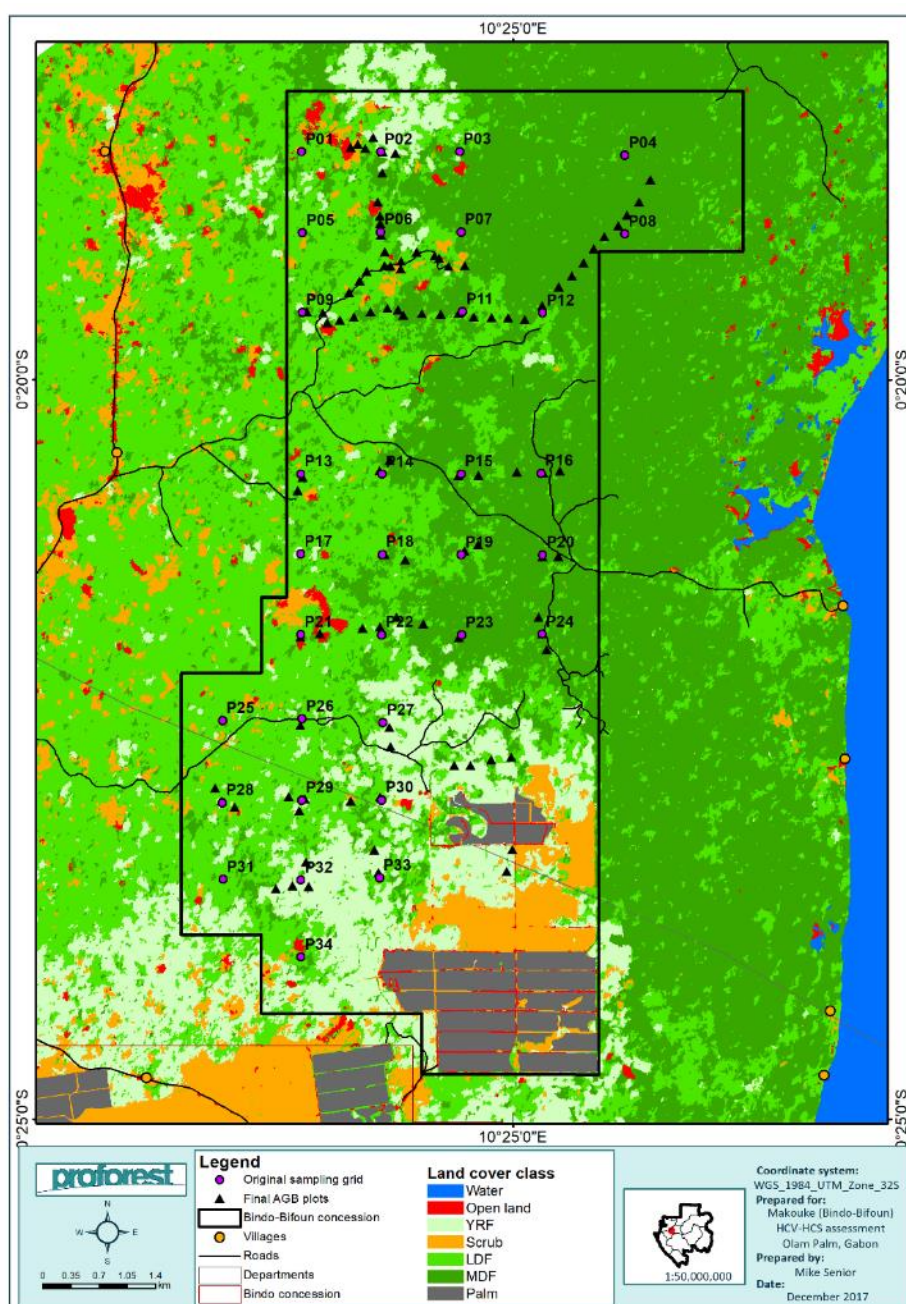 10°25'0"E
P01
P02
P03
P04
P05
P06
P07
P08
P09
P11
P12
0°20'0"S
0°20'0"S
P13
P14
P15
P16
P17
P18
P19
P20
P21
P22
P23
P24
P25
P26
P27
P28
P29
P30
P31
P32
P33
P34
0°25'0"S
0°25'0"S
10°25'0"E
proforest
N
W
E
S
0 0.35 0.7 1.05 1.4
km
Legend
Original sampling grid
Final AGB plots
Bindo-Bifoun concession
Villages
Roads
Departments
Bindo concession
Land cover class
Water
Open land
YRF
Scrub
LDF
MDF
Palm
1:50,000,000
Coordinate system:
WGS_1984_UTM_Zone_32S
Prepared for:
Makouke (Bindo-Bifoun)
HCV-HCS assessment
Olam Palm, Gabon
Prepared by:
Mike Senior
Date:
December 2017